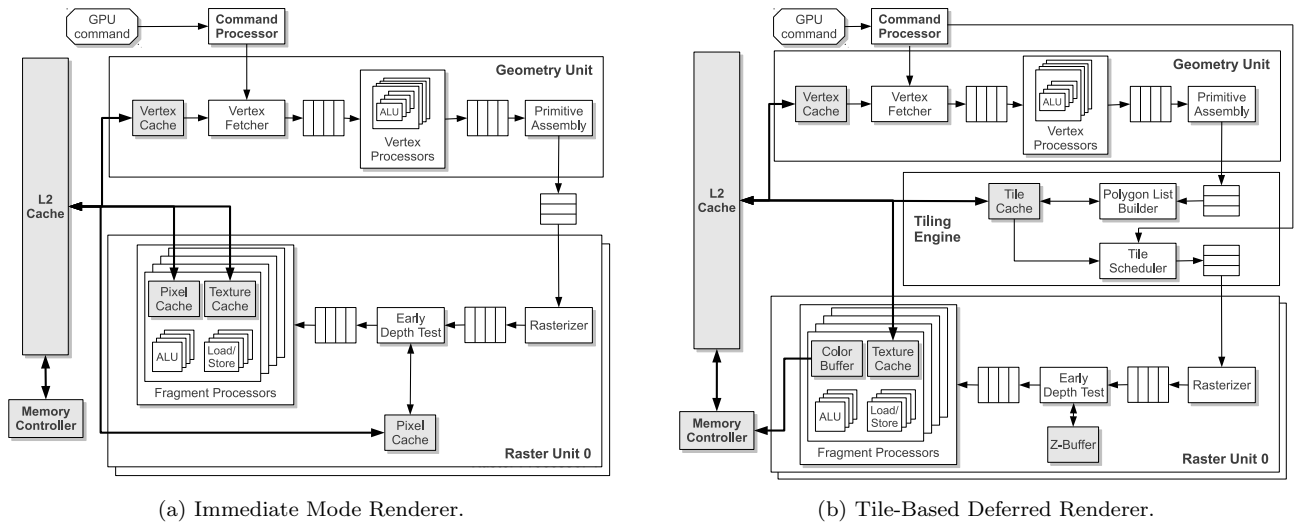 GPU
command
Command
Processor
Geometry Unit
L2
Cache
Vertex
Cache
Vertex
Fetcher
ALU
Vertex
Processors
Primitive
Assembly
Pixel
Cache
Texture
Cache
ALU
Load/
Store
Fragment Processors
Early
Depth Test
Rasterizer
Pixel
Cache
Memory
Controller
Raster Unit 0
(a) Immediate Mode Renderer.
GPU
command
Command
Processor
Geometry Unit
L2
Cache
Vertex
Cache
Vertex
Fetcher
ALU
Vertex
Processors
Primitive
Assembly
Tiling
Engine
Tile
Cache
Polygon List
Builder
Tile
Scheduler
Color
Buffer
Texture
Cache
ALU
Load/
Store
Fragment Processors
Early
Depth Test
Rasterizer
Z-Buffer
Memory
Controller
Raster Unit 0
(b) Tile-Based Deferred Renderer.